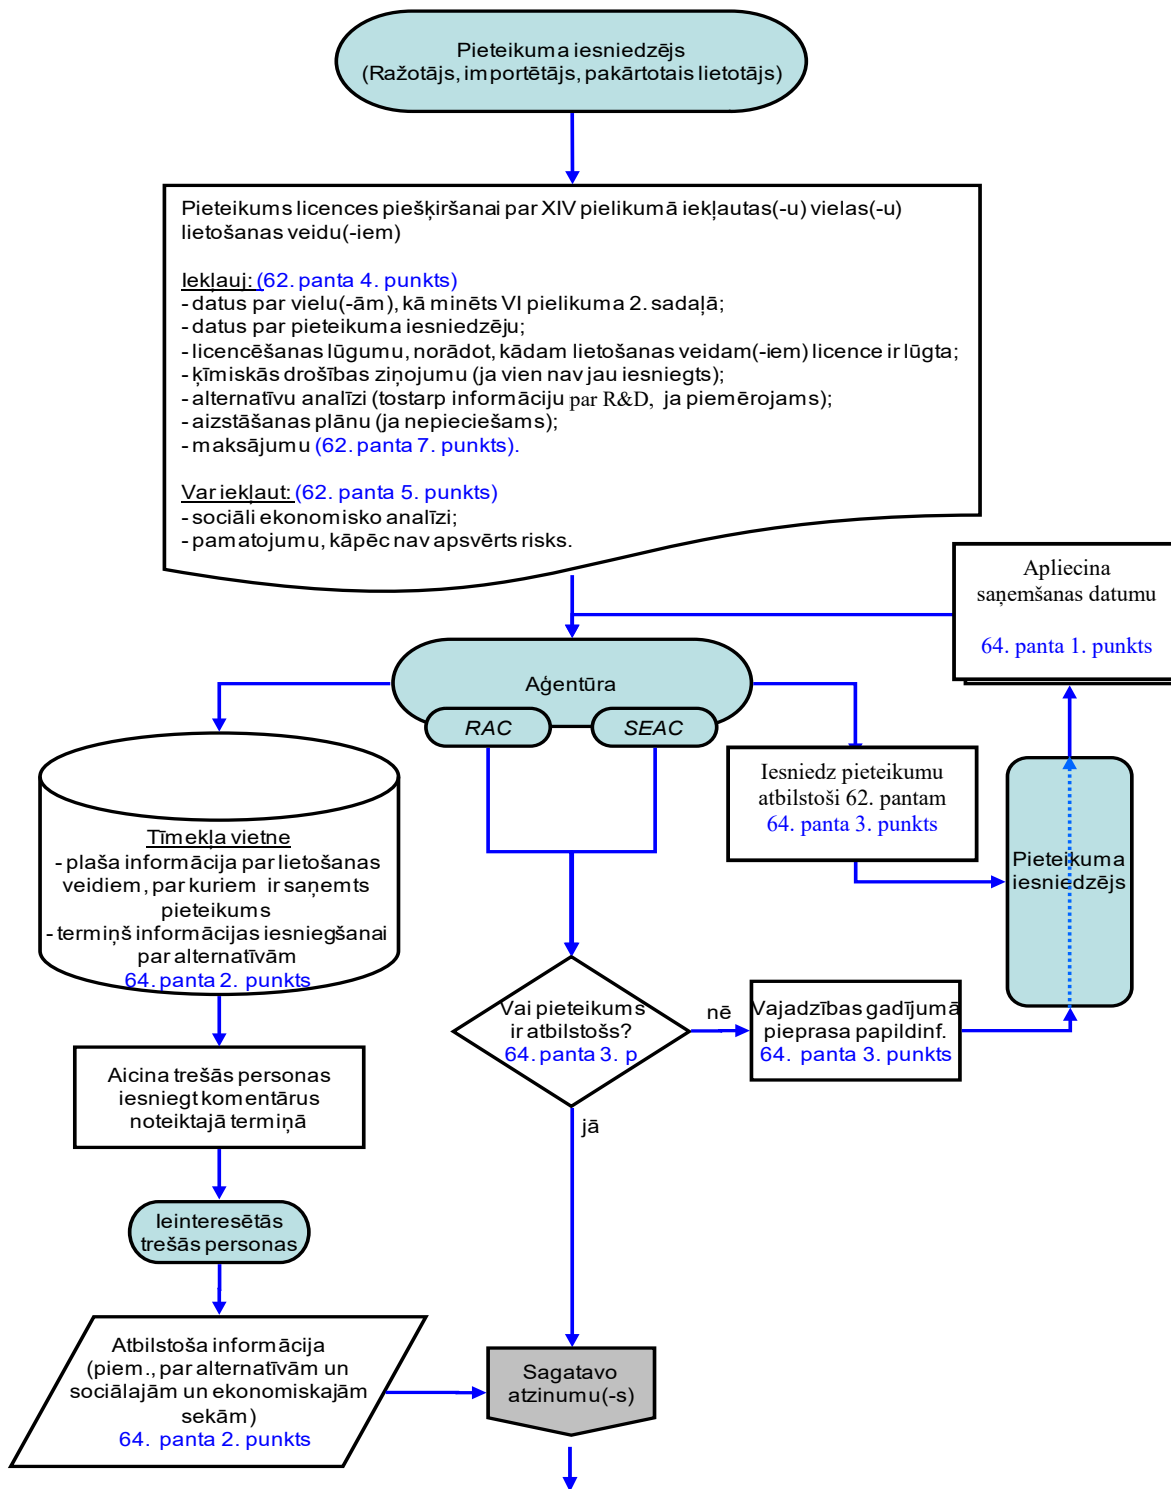 Pieteikuma iesniedzējs
(Ražotājs, importētājs, pakārtotais lietotājs)
Pieteikums licences piešķiršanai par XIV pielikumā iekļautas(-u) vielas(-u)
lietošanas veidu(-iem)
Iekļauj: (62. panta 4. punkts)
- datus par vielu(-ām), kā minēts VI pielikuma 2. sadaļā;
- datus par pieteikuma iesniedzēju;
- licencēšanas lūgumu, norādot, kādam lietošanas veidam(-iem) licence ir lūgta;
- ķīmiskās drošības ziņojumu (ja vien nav jau iesniegts);
- alternatīvu analīzi (tostarp informāciju par R&D, ja piemērojams);
- aizstāšanas plānu (ja nepieciešams);
- maksājumu (62. panta 7. punkts).
Var iekļaut: (62. panta 5. punkts)
- sociāli ekonomisko analīzi;
- pamatojumu, kāpēc nav apsvērts risks.
Apliecina
saņemšanas datumu
64. panta 1. punkts
Aģentūra
RAC
SEAC
Iesniedz pieteikumu
atbilstoši 62. pantam
64. panta 3. punkts
Pieteikuma
iesniedzējs
Tīmekļa vietne
- plaša informācija par lietošanas
veidiem, par kuriem ir saņemts
pieteikums
- termiņš informācijas iesniegšanai
par alternatīvām
64. panta 2. punkts
Vai pieteikums
ir atbilstošs?
64. panta 3. p
nē
Vajadzības gadījumā
pieprasa papildinf.
64. panta 3. punkts
jā
Aicina trešās personas
iesniegt komentārus
noteiktajā termiņā
Ieinteresētās
trešās personas
Atbilstoša informācija
(piem., par alternatīvām un
sociālajām un ekonomiskajām
sekām)
64. panta 2. punkts
Sagatavo
atzinumu(-s)